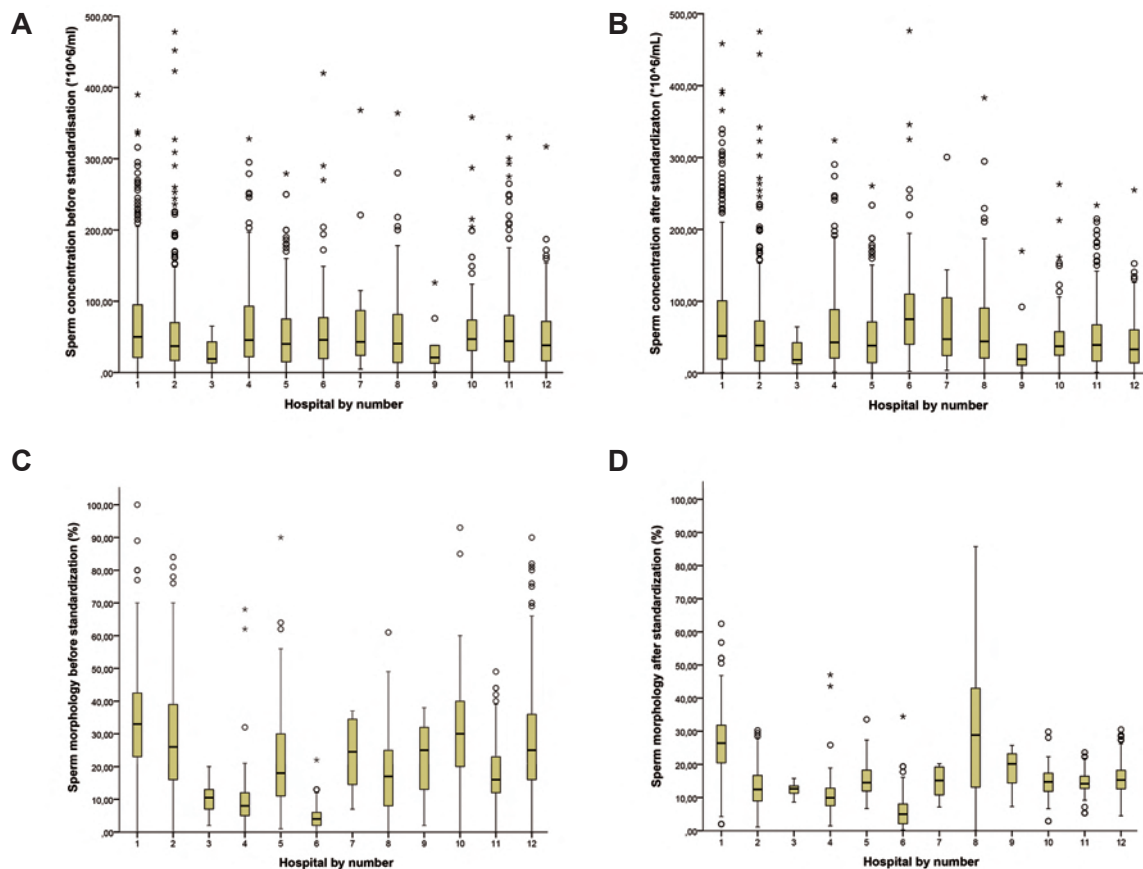 A
Sperm concentration before standardisation (*10^6/ml)
500,00
400,00
300,00
200,00
100,00
,00
1 2 3 4 5 6 7 8 9 10 11 12
Hospital by number
B
Sperm concentration after standardizaton (*10^6/mL)
500,00
400,00
300,00
200,00
100,00
,00
1 2 3 4 5 6 7 8 9 10 11 12
Hospital by number
C
Sperm morphology before standardization (%)
100,00
90,00
80,00
70,00
60,00
50,00
40,00
30,00
20,00
10,00
,00
1 2 3 4 5 6 7 8 9 10 11 12
Hospital by number
D
Sperm morphology after standardization (%)
100,00
90,00
80,00
70,00
60,00
50,00
40,00
30,00
20,00
10,00
,00
1 2 3 4 5 6 7 8 9 10 11 12
Hospital by number